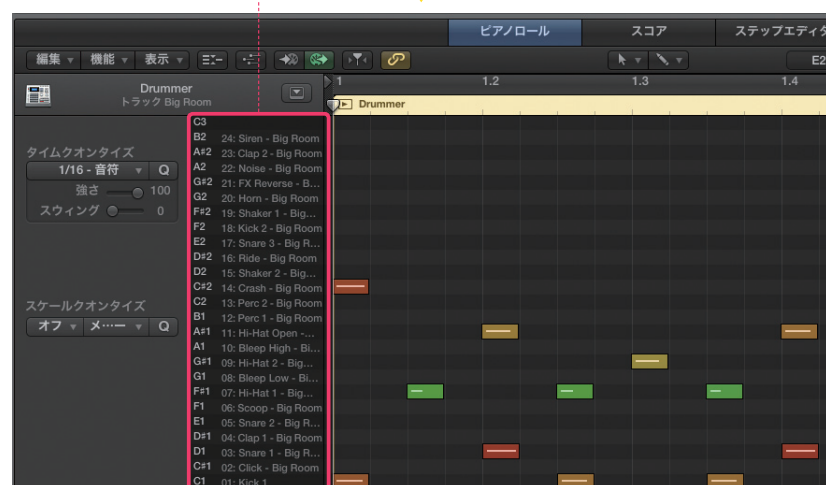 ピアノロール スコア ステップエディタ
編集 機能 表示 E2
Drummer
トラック Big Room
1 1.2 1.3 1.4
Drummer
タイムクオンタイズ
1/16 - 音符 Q
強さ 100
スウィング 0
スケールクオンタイズ
オフ メ…ー Q
C3
B2 24: Siren - Big Room
A#2 23: Clap 2 - Big Room
A2 22: Noise - Big Room
G#2 21: FX Reverse - B...
G2 20: Horn - Big Room
F#2 19: Shaker 1 - Big...
F2 18: Kick 2 - Big Room
E2 17: Snare 3 - Big R...
D#2 16: Ride - Big Room
D2 15: Shaker 2 - Big...
C#2 14: Crash - Big Room
C2 13: Perc 2 - Big Room
B1 12: Perc 1 - Big Room
A#1 11: Hi-Hat Open -...
A1 10: Bleep High - Bi...
G#1 09: Hi-Hat 2 - Big...
G1 08: Bleep Low - Bi...
F#1 07: Hi-Hat 1 - Big...
F1 06: Scoop - Big Room
E1 05: Snare 2 - Big R...
D#1 04: Clap 1 - Big Room
D1 03: Snare 1 - Big R...
C#1 02: Click - Big Room
C1 01: Kick 1